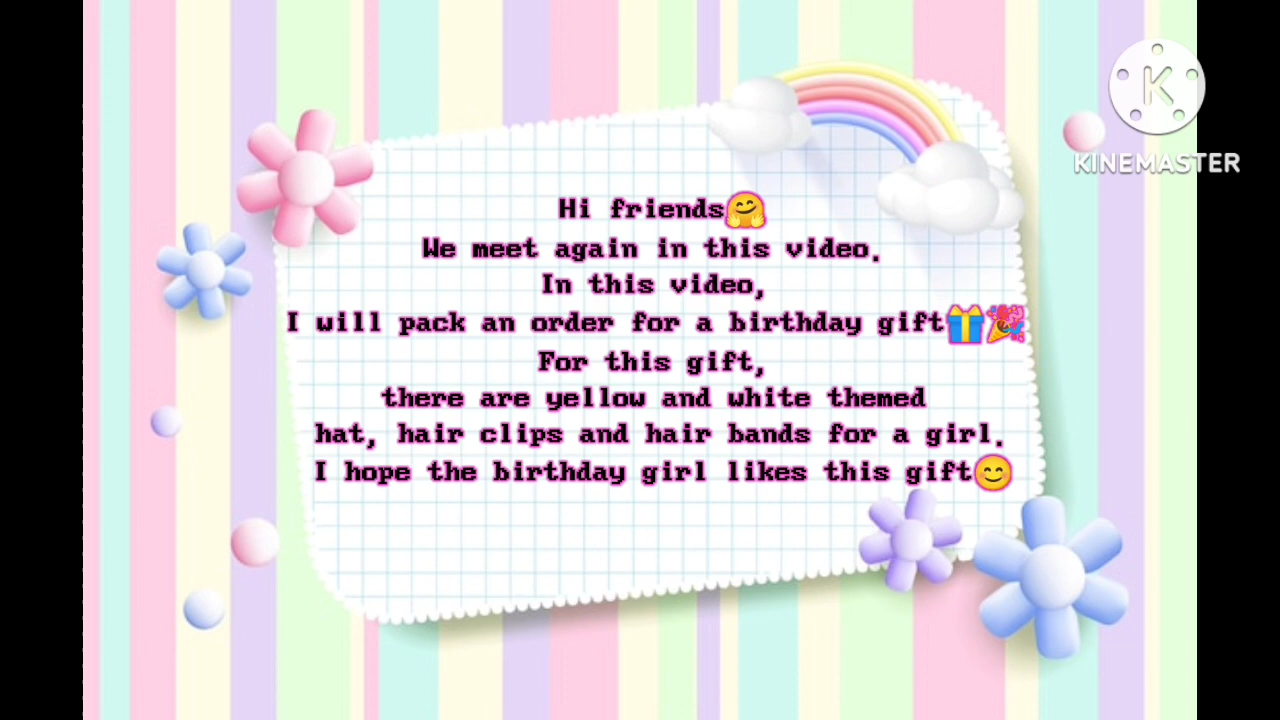 Hi friends🤗
We meet again in this video.
In this video,
I will pack an order for a birthday gift🎁🎉
For this gift,
there are yellow and white themed
hat, hair clips and hair bands for a girl.
I hope the birthday girl likes this gift😊
K
KINEMASTER